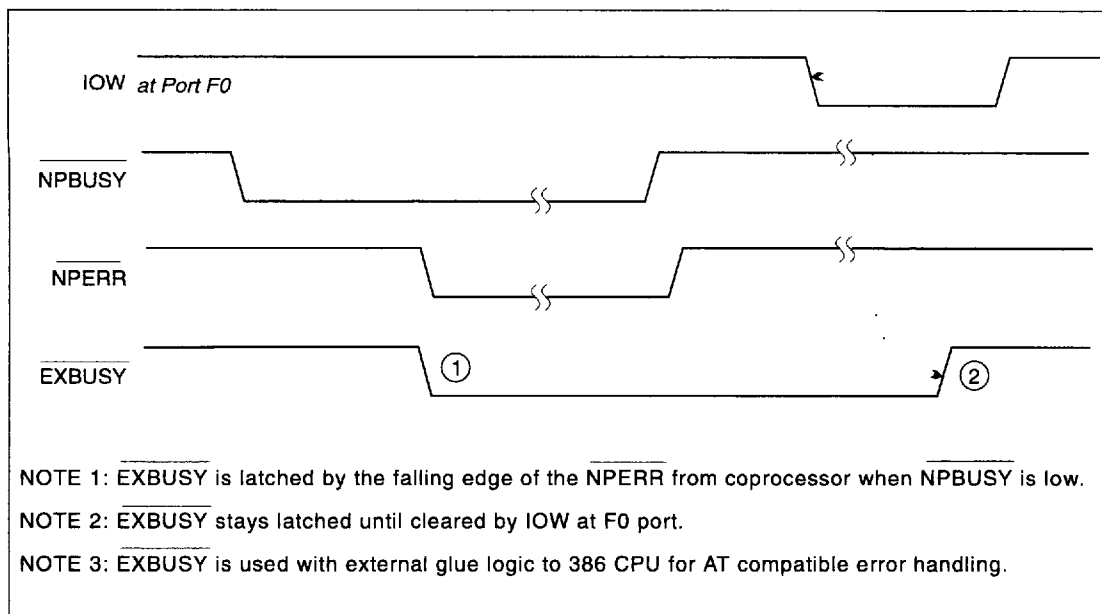 IOW at Port F0
NPBUSY
NPERR
EXBUSY
1
2
NOTE 1: EXBUSY is latched by the falling edge of the NPERR from coprocessor when NPBUSY is low.
NOTE 2: EXBUSY stays latched until cleared by IOW at F0 port.
NOTE 3: EXBUSY is used with external glue logic to 386 CPU for AT compatible error handling.